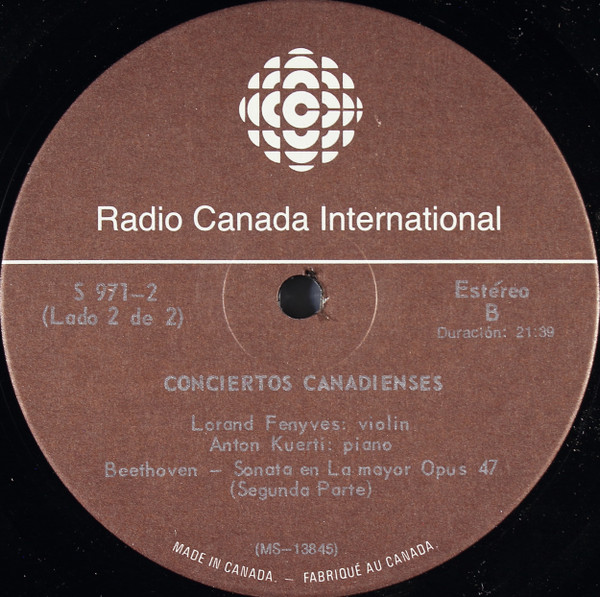 Radio Canada International
S 971-2
(Lado 2 de 2)
Estéreo
B
Duración: 21:39
CONCIERTOS CANADIENSES
Lorand Fenyves: violin
Anton Kuerti: piano
Beethoven - Sonata en La mayor Opus 47
(Segunda Parte)
(MS-13845)
MADE IN CANADA. - FABRIQUÉ AU CANADA.